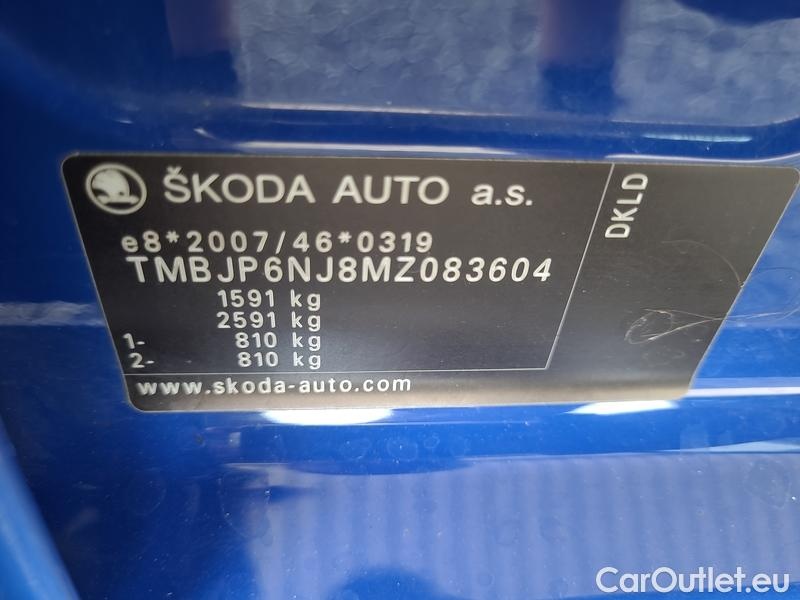 ŠKODA AUTO a.s.
e8*2007/46*0319
TMBJP6NJ8MZ083604
1591 kg
2591 kg
1- 810 kg
2- 810 kg
www.skoda-auto.com
DKLD
CarOutlet.eu